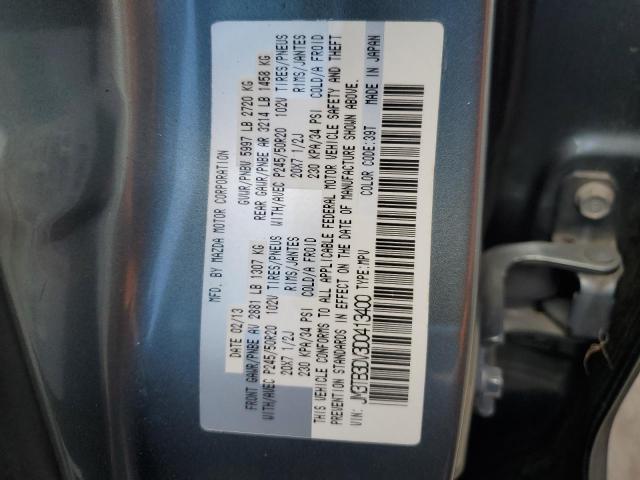 MFD. BY MAZDA MOTOR CORPORATION
DATE 02/13 GVWR/PNBV 5997 LB 2720 KG
FRONT GAWR/PNBE AV 2881 LB 1307 KG REAR GAWR/PNBE AR 3214 LB 1458 KG
WITH/AVEC P245/50R20 102V TIRES/PNEUS WITH/AVEC P245/50R20 102V TIRES/PNEUS
20X7 1/2J RIMS/JANTES 20X7 1/2J RIMS/JANTES
230 KPA/34 PSI COLD/A FROID 230 KPA/34 PSI COLD/A FROID
THIS VEHICLE CONFORMS TO ALL APPLICABLE FEDERAL MOTOR VEHICLE SAFETY AND THEFT
PREVENTION STANDARDS IN EFFECT ON THE DATE OF MANUFACTURE SHOWN ABOVE.
VIN: JM3TB3DV3D0413400 TYPE:MPV COLOR CODE:39T MADE IN JAPAN